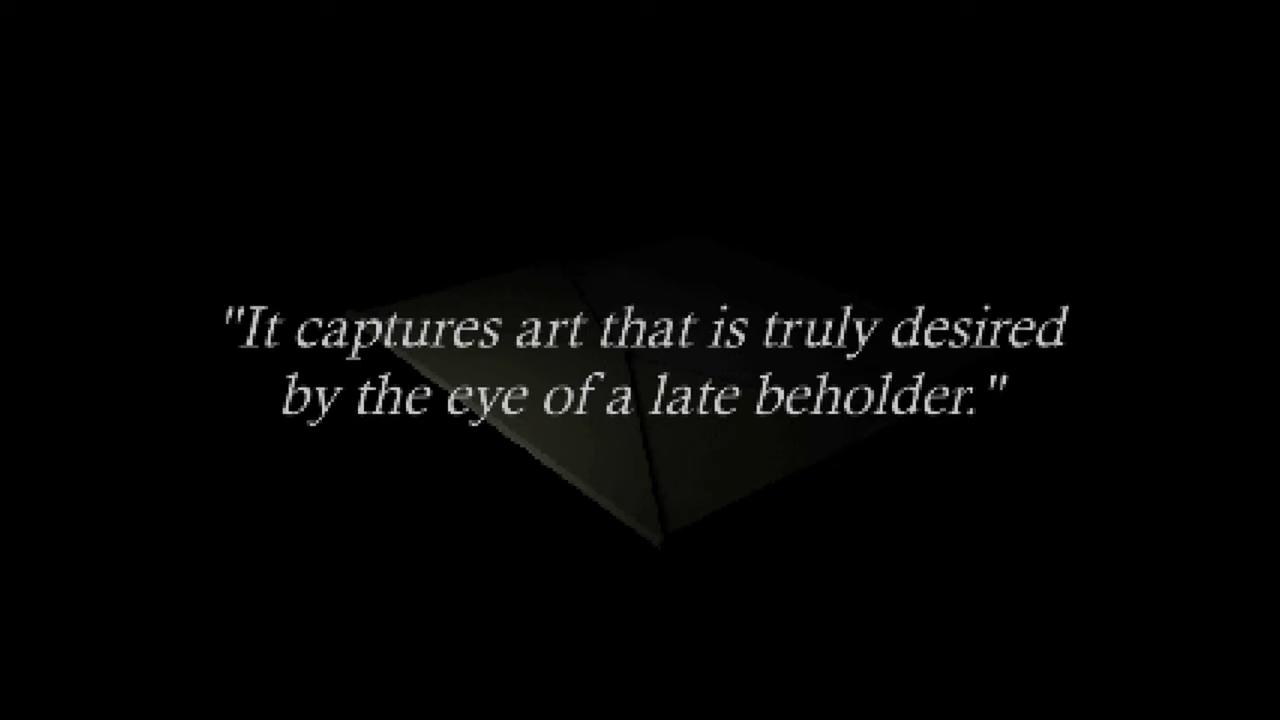 "It captures art that is truly desired
by the eye of a late beholder."